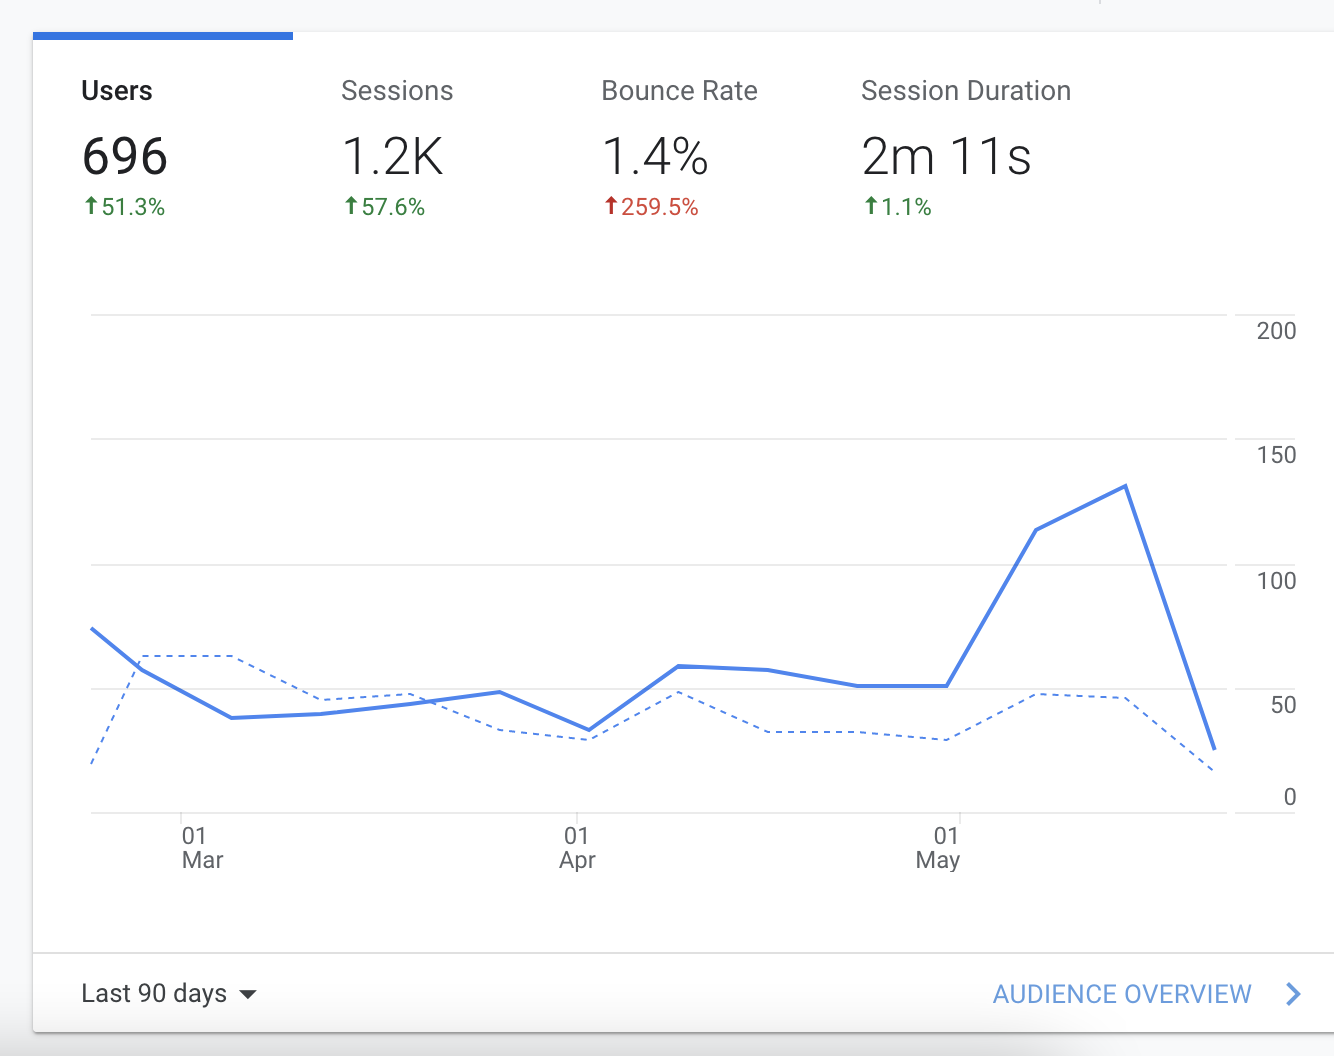 Users
Sessions
Bounce Rate
Session Duration
696
1.2K
1.4%
2m 11s
51.3%
57.6%
259.5%
1.1%
200
150
100
50
0
01
Mar
01
Apr
01
May
Last 90 days
AUDIENCE OVERVIEW